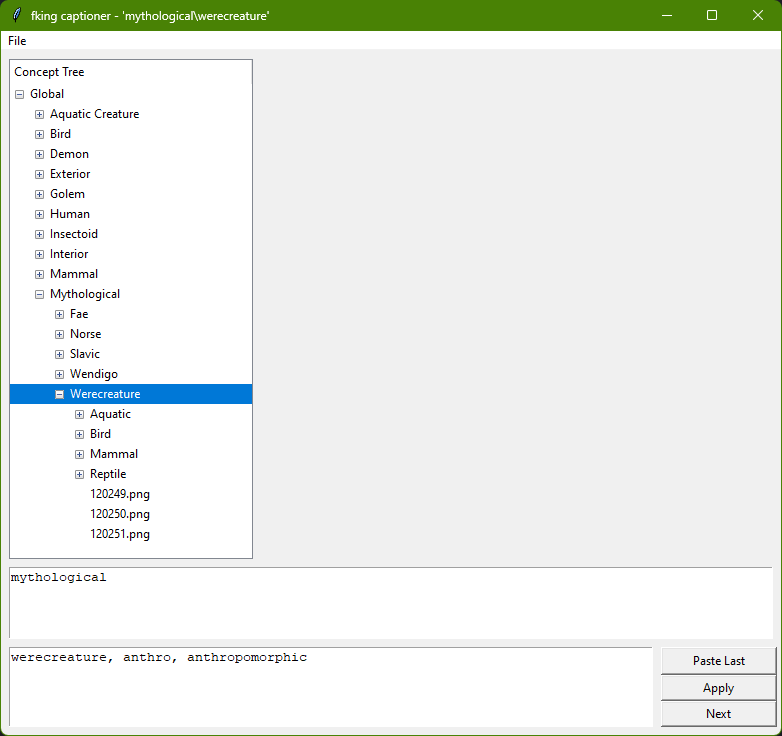 fking captioner - 'mythological\werecreature'
File
Concept Tree
Global
Aquatic Creature
Bird
Demon
Exterior
Golem
Human
Insectoid
Interior
Mammal
Mythological
Fae
Norse
Slavic
Wendigo
Werecreature
Aquatic
Bird
Mammal
Reptile
120249.png
120250.png
120251.png
mythological
werecreature, anthro, anthropomorphic
Paste Last
Apply
Next